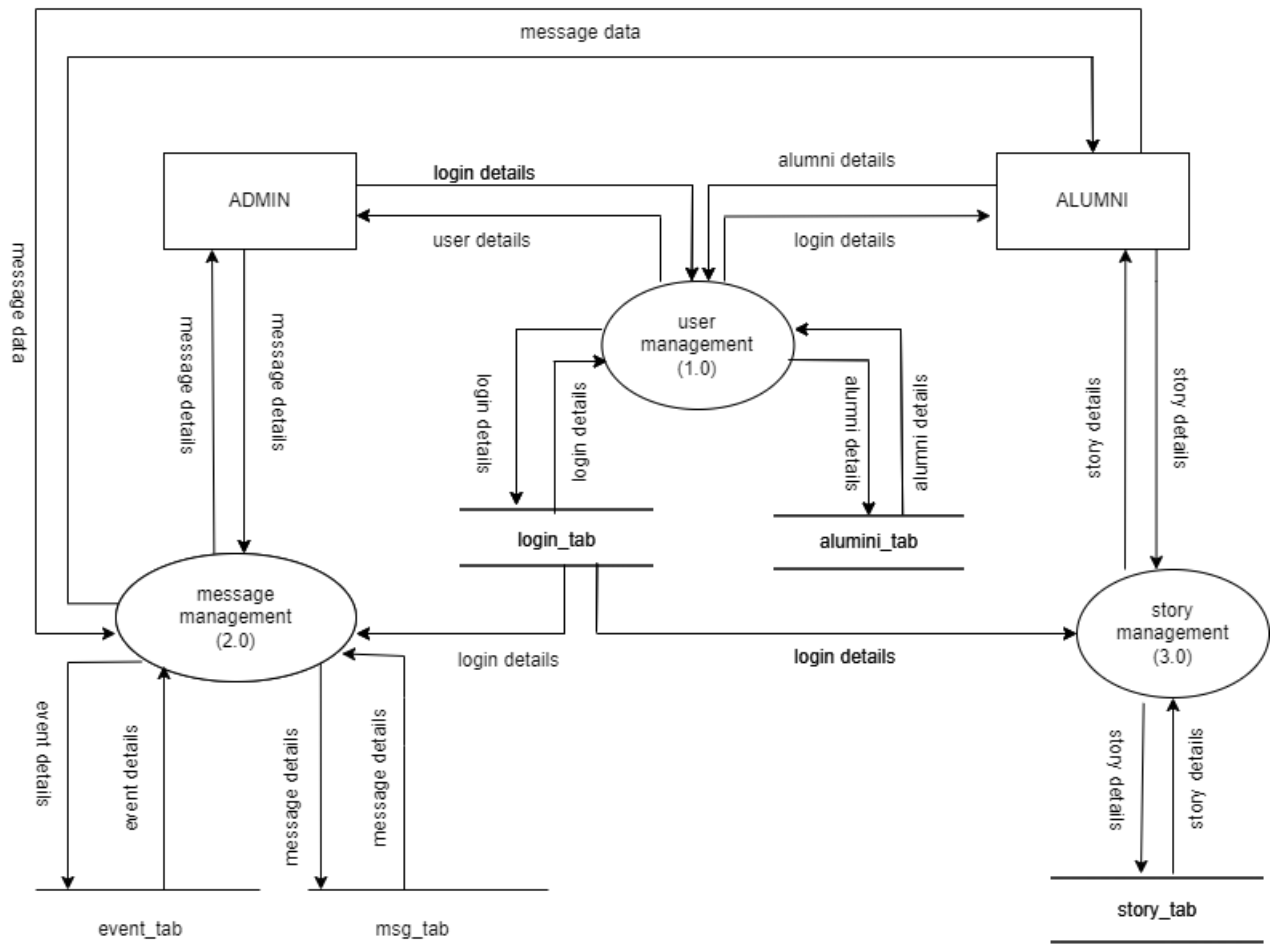 message data
ADMIN
login details
alumni details
ALUMNI
user details
login details
message data
message details
message details
user
management
(1.0)
login details
login details
alumni details
alumni details
story details
story details
login_tab
alumini_tab
message
management
(2.0)
story
management
(3.0)
login details
login details
event details
event details
message details
message details
story details
story details
event_tab
msg_tab
story_tab